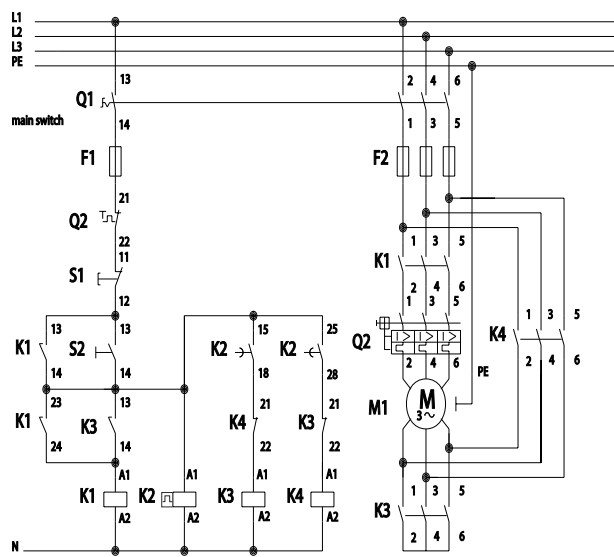 L1
L2
L3
PE
13 2 4 6
Q1
main switch
14 1 3 5
F1 F2
21
Q2
22
11 1 3 5
S1 K1
12 2 4 6
1 3 5
13 13 15 25 1 3 5
K1 S2 K2 K2 Q2 K4
14 14 18 28 2 4 6 2 4 6
PE
23 13 21 21
K1 K3 K4 K3 M1 M
3~
24 14 22 22
A1 A1 A1 A1 1 3 5
K1 K2 K3 K4 K3
A2 A2 A2 A2 2 4 6
N